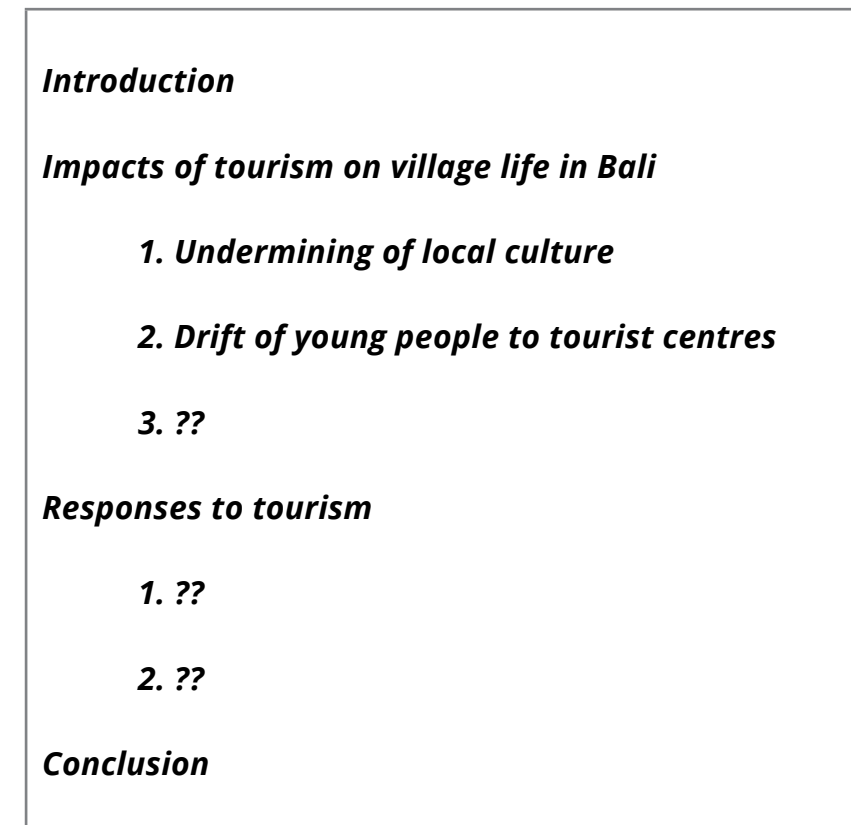 Introduction
Impacts of tourism on village life in Bali
1. Undermining of local culture
2. Drift of young people to tourist centres
3. ??
Responses to tourism
1. ??
2. ??
Conclusion